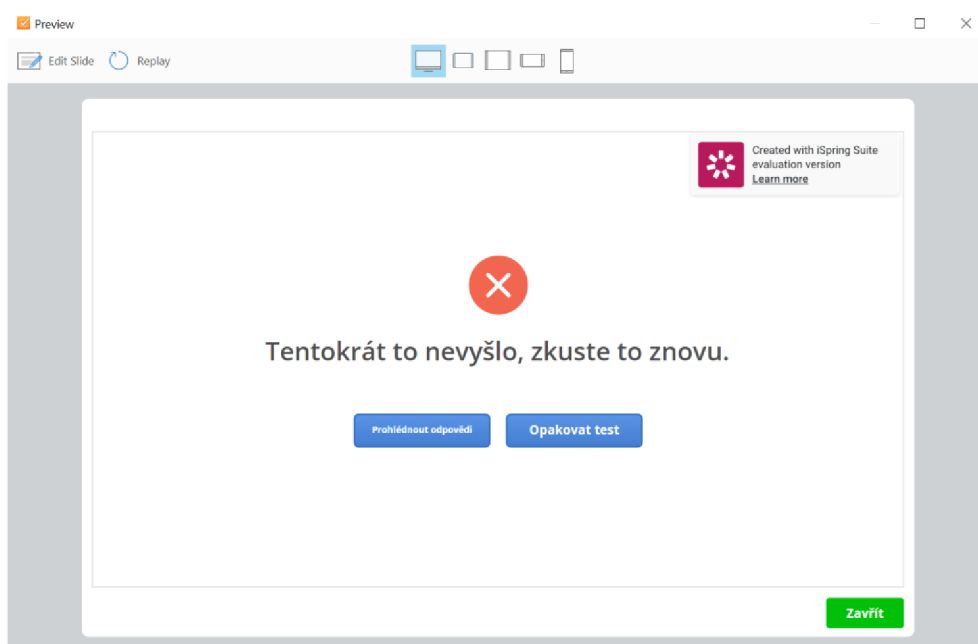 Preview
Edit Slide
Replay
Created with iSpring Suite
evaluation version
Learn more
Tentokrát to nevyšlo, zkuste to znovu.
Prohlédnout odpovědi
Opakovat test
Zavřít